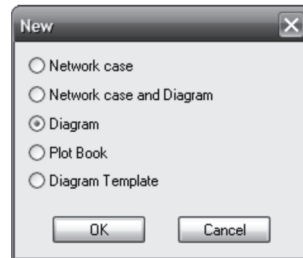 New
Network case
Network case and Diagram
Diagram
Plot Book
Diagram Template
OK
Cancel